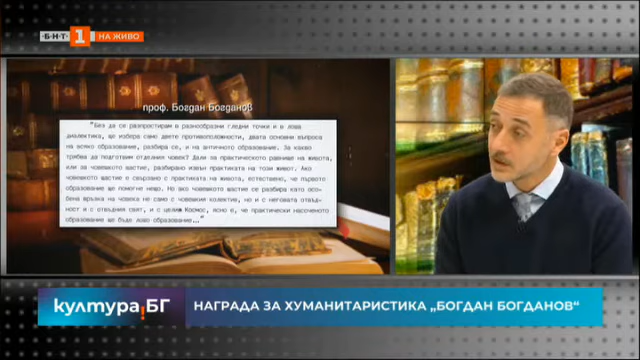 БНТ 1 НА ЖИВО
проф. Богдан Богданов
"Без да се разпростирам в разнообразни гледни точки и в лоша
диалектика, ще избера само двете противоположности, двата основни въпроса
на всяко образование, разбира се, и на античното образование. За какво
трябва да подготвим отделния човек? Дали за практическото равнище на живота,
или за човешкото щастие, разбирано извън практиката на този живот. Ако
човешкото щастие е свързано с практиката на живота, естествено, че първото
образование ще помогне нещо. Но ако човешкото щастие се разбира като осо-
бена връзка на човека не само с човешкия колектив, но и с неговата отвъд-
ност и с отвъдния свят, и с целия Космос, ясно е, че практически насоченото
образование ще бъде лошо образование..."
култура.БГ
НАГРАДА ЗА ХУМАНИТАРИСТИКА „БОГДАН БОГДАНОВ“